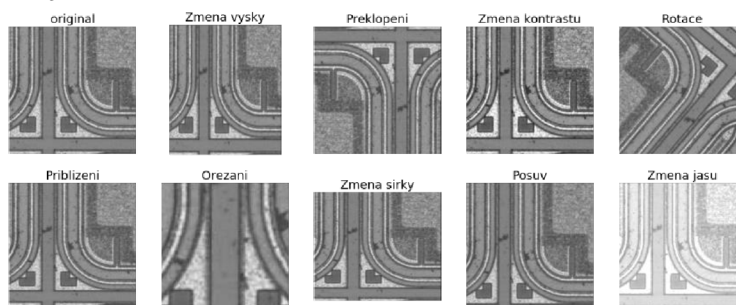 original
Zmena vysky
Preklopeni
Zmena kontrastu
Rotace
Priblizeni
Orezani
Zmena sirky
Posuv
Zmena jasu